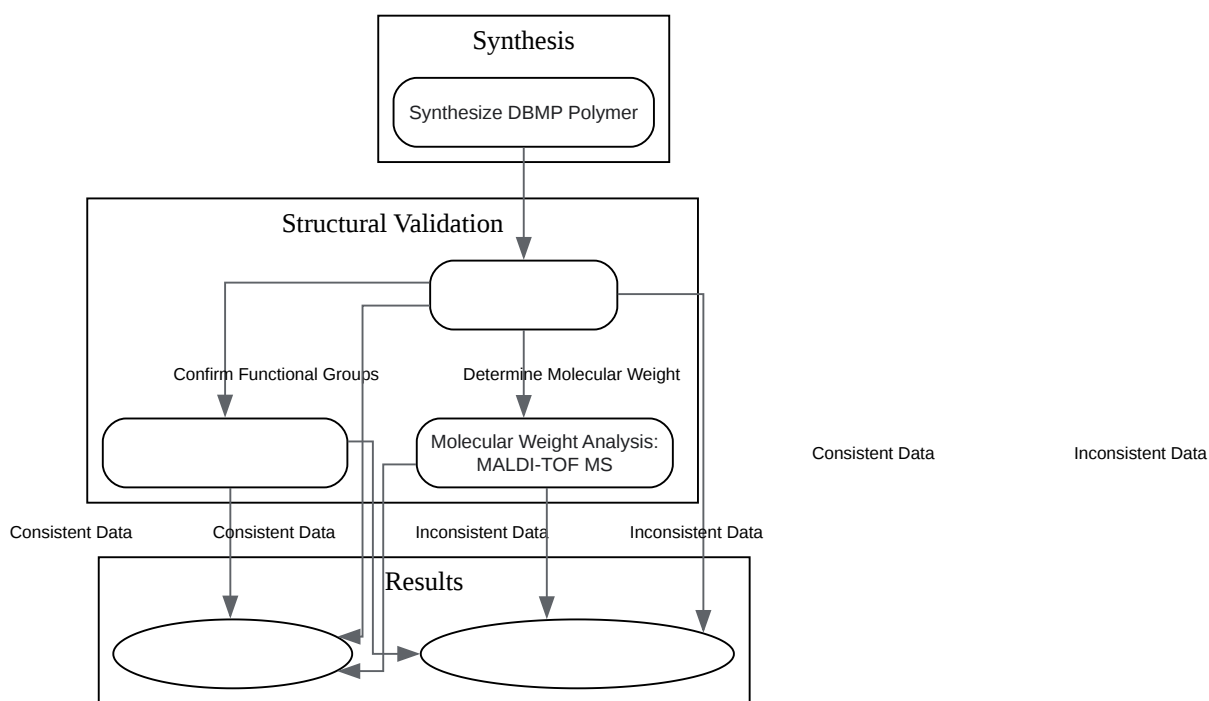 Synthesis
Synthesize DBMP Polymer
Structural Validation
Confirm Functional Groups
Determine Molecular Weight
Molecular Weight Analysis:
MALDI-TOF MS
Consistent Data
Inconsistent Data
Consistent Data
Consistent Data
Inconsistent Data
Inconsistent Data
Results